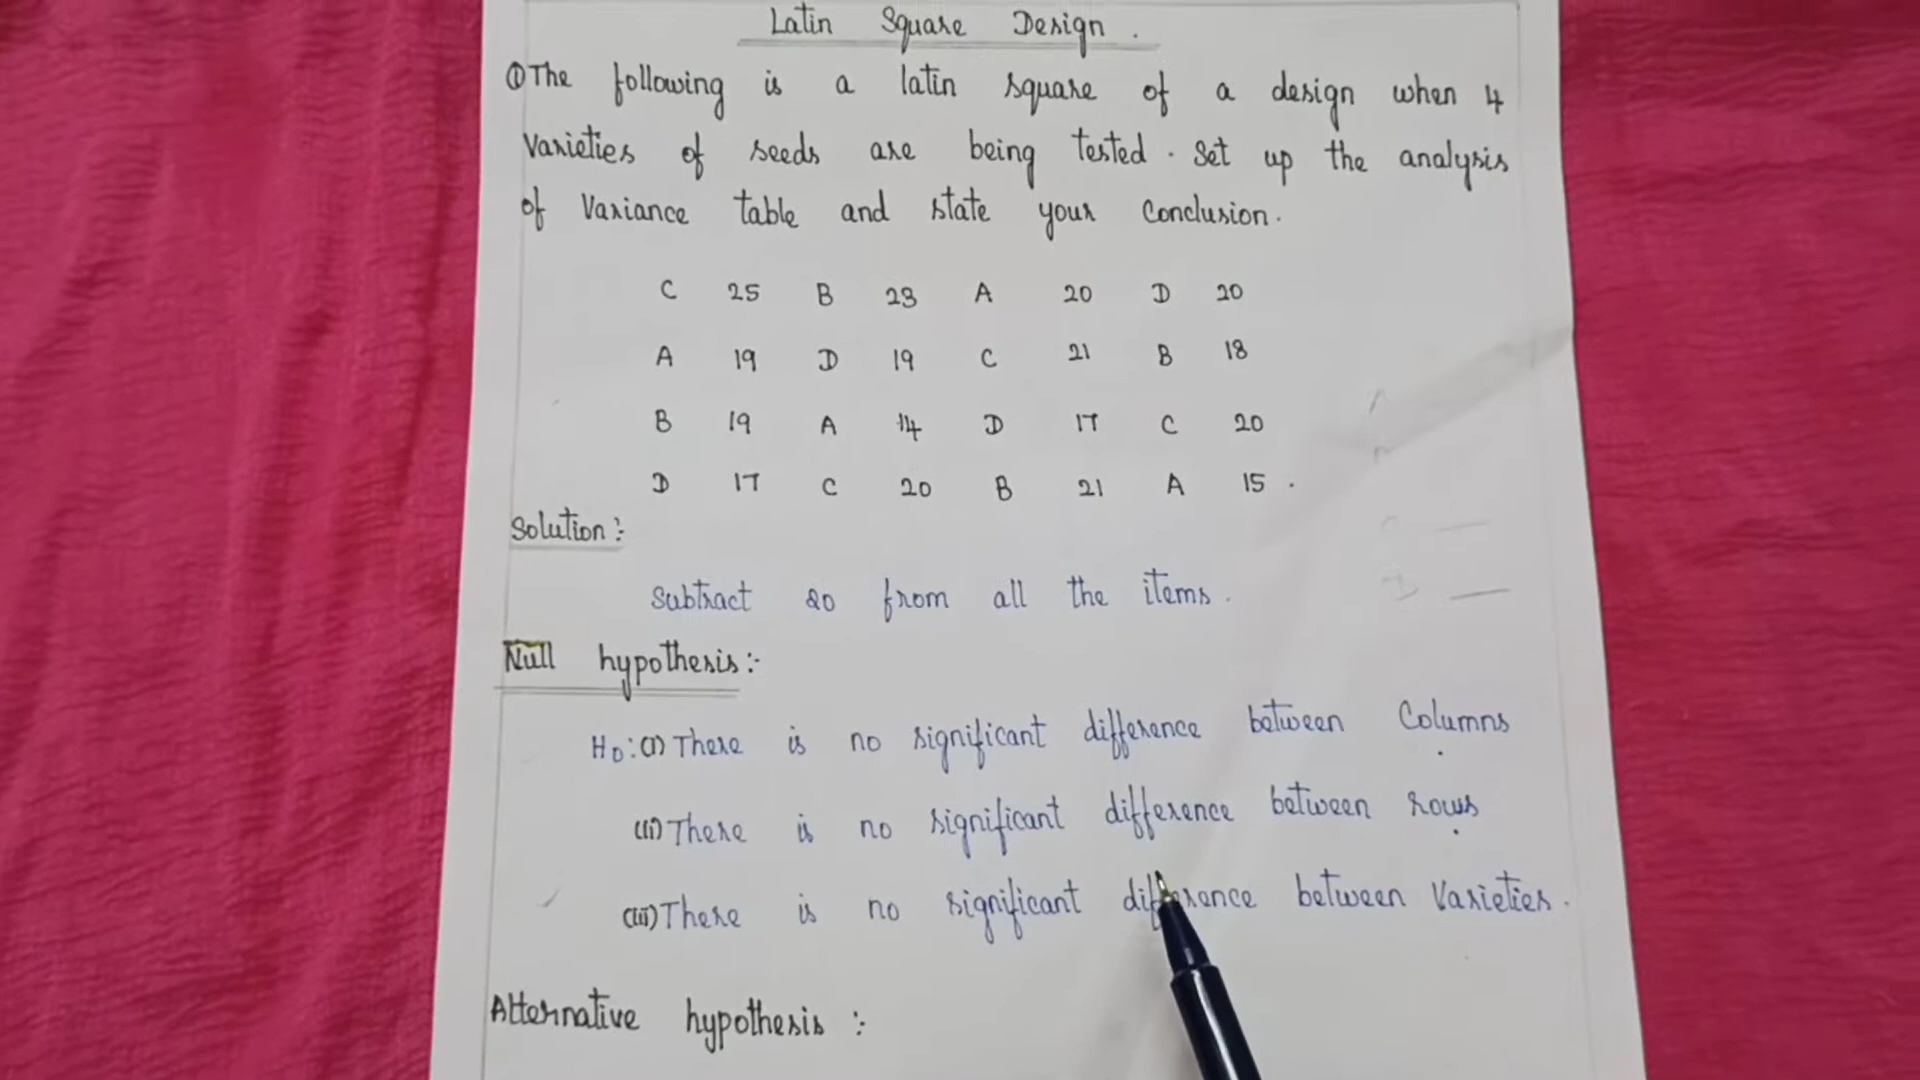 Latin Square Design .
① The following is a latin square of a design when 4
Varieties of seeds are being tested . Set up the analysis
of Variance table and state your Conclusion .
C 25 B 23 A 20 D 20
A 19 D 19 C 21 B 18
B 19 A 14 D 17 C 20
D 17 C 20 B 21 A 15 .
Solution :-
Subtract 20 from all the items .
Null hypothesis :-
H0 : (i) There is no significant difference between Columns
(ii) There is no significant difference between rows
(iii) There is no significant difference between Varieties .
Alternative hypothesis :-